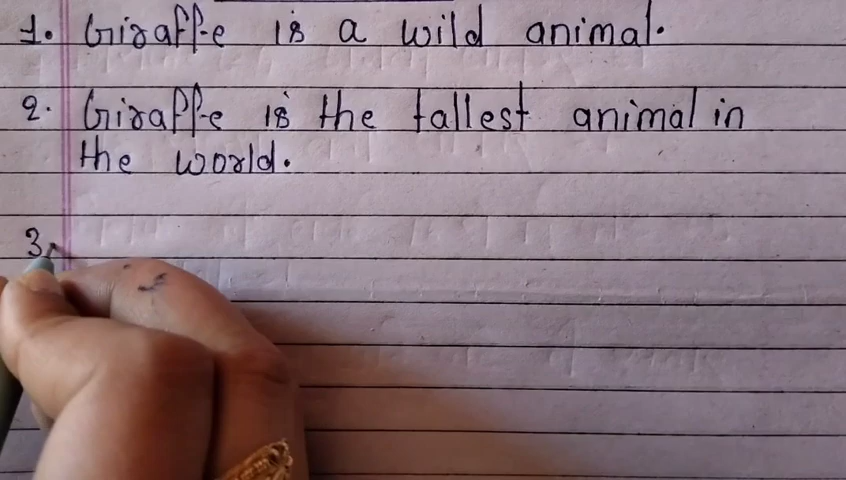 1. Giraffe is a wild animal.
2. Giraffe is the tallest animal in
the world.
3.